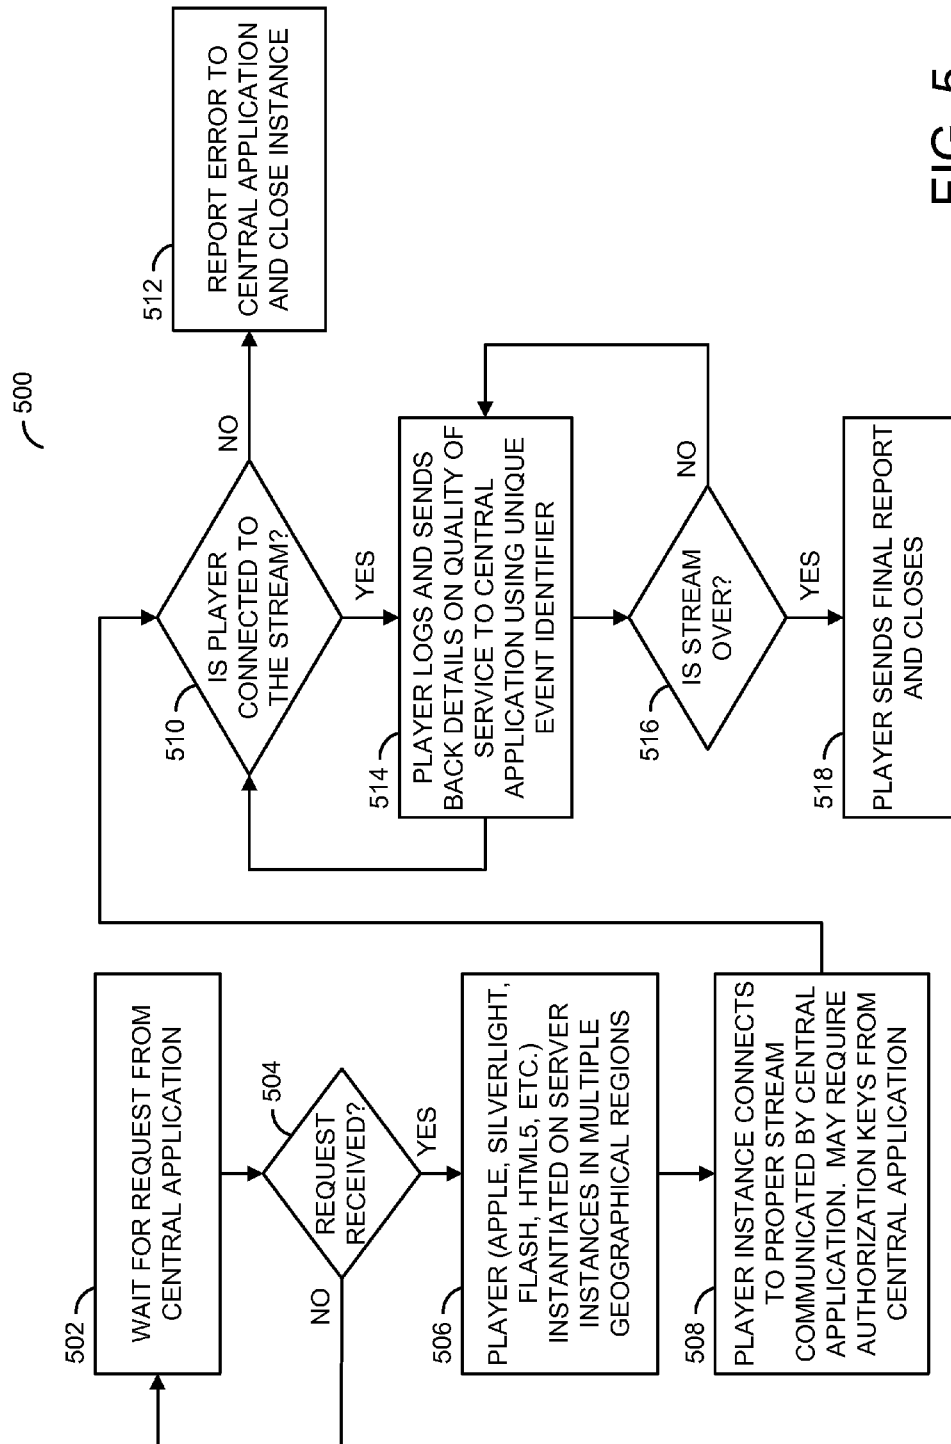 500
502
WAIT FOR REQUEST FROM
CENTRAL APPLICATION
504
REQUEST
RECEIVED?
NO
YES
506
PLAYER (APPLE, SILVERLIGHT,
FLASH, HTML5, ETC.)
INSTANTIATED ON SERVER
INSTANCES IN MULTIPLE
GEOGRAPHICAL REGIONS
508
PLAYER INSTANCE CONNECTS
TO PROPER STREAM
COMMUNICATED BY CENTRAL
APPLICATION. MAY REQUIRE
AUTHORIZATION KEYS FROM
CENTRAL APPLICATION
510
IS PLAYER
CONNECTED TO
THE STREAM?
NO
YES
512
REPORT ERROR TO
CENTRAL APPLICATION
AND CLOSE INSTANCE
514
PLAYER LOGS AND SENDS
BACK DETAILS ON QUALITY OF
SERVICE TO CENTRAL
APPLICATION USING UNIQUE
EVENT IDENTIFIER
516
IS STREAM
OVER?
NO
YES
518
PLAYER SENDS FINAL REPORT
AND CLOSES
FIG. 5